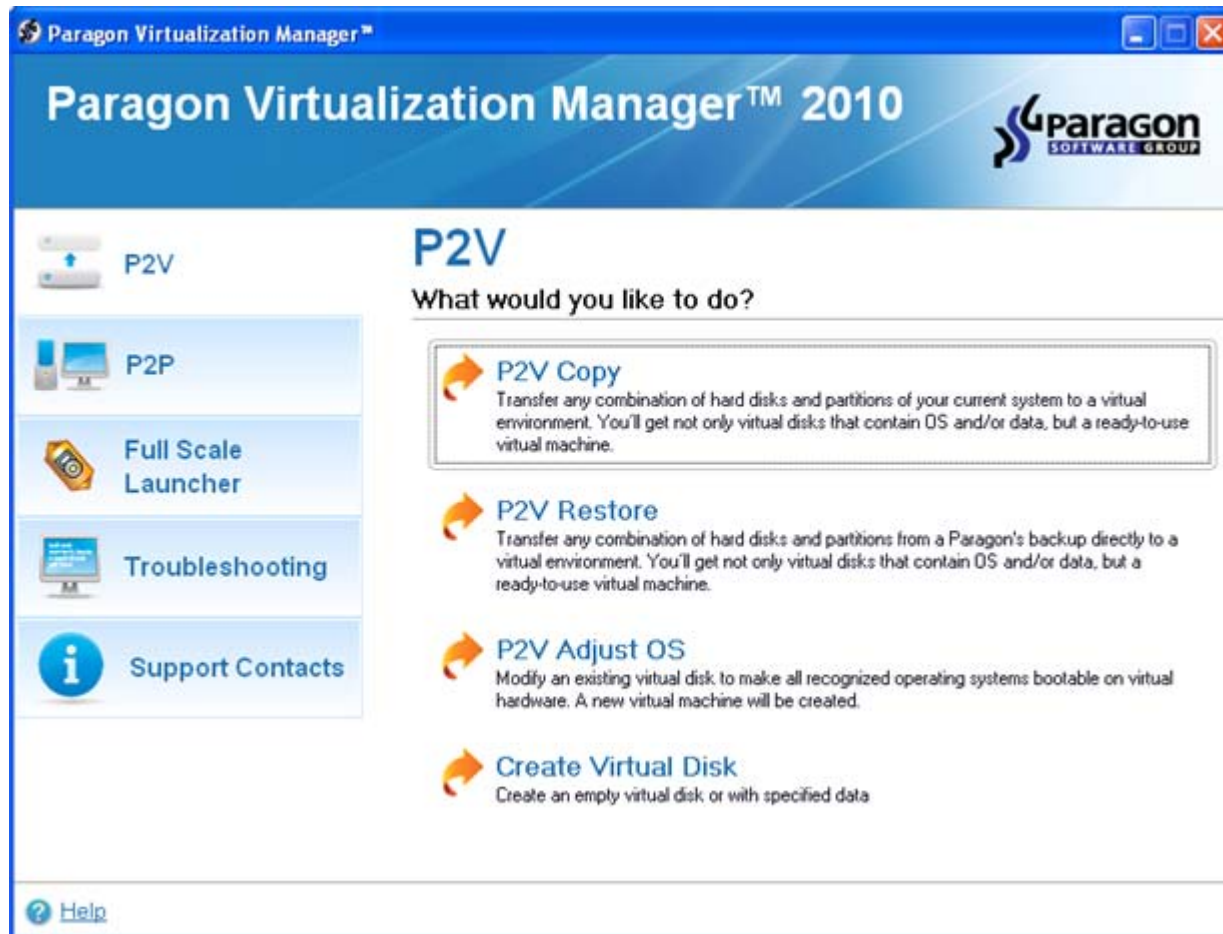 Paragon Virtualization Manager™
Paragon Virtualization Manager™ 2010
Paragon
SOFTWARE GROUP
P2V
P2P
Full Scale
Launcher
Troubleshooting
Support Contacts
P2V
What would you like to do?
P2V Copy
Transfer any combination of hard disks and partitions of your current system to a virtual
environment. You'll get not only virtual disks that contain OS and/or data, but a ready-to-use
virtual machine.
P2V Restore
Transfer any combination of hard disks and partitions from a Paragon's backup directly to a
virtual environment. You'll get not only virtual disks that contain OS and/or data, but a
ready-to-use virtual machine.
P2V Adjust OS
Modify an existing virtual disk to make all recognized operating systems bootable on virtual
hardware. A new virtual machine will be created.
Create Virtual Disk
Create an empty virtual disk or with specified data
Help